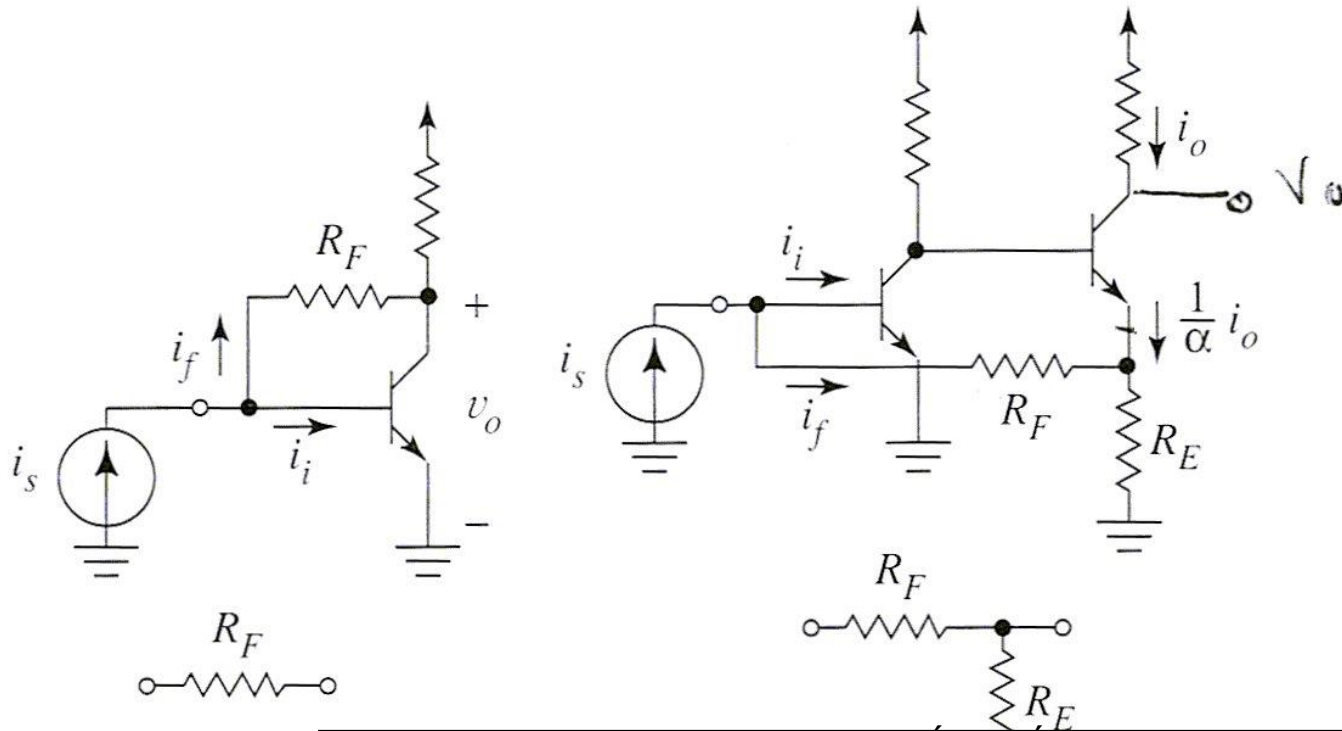 R_F
i_f
i_s
i_i
+
v_o
−
R_F
i_o
V_o
i_i
i_s
i_f
R_F
1/α i_o
R_E
R_F
R_E